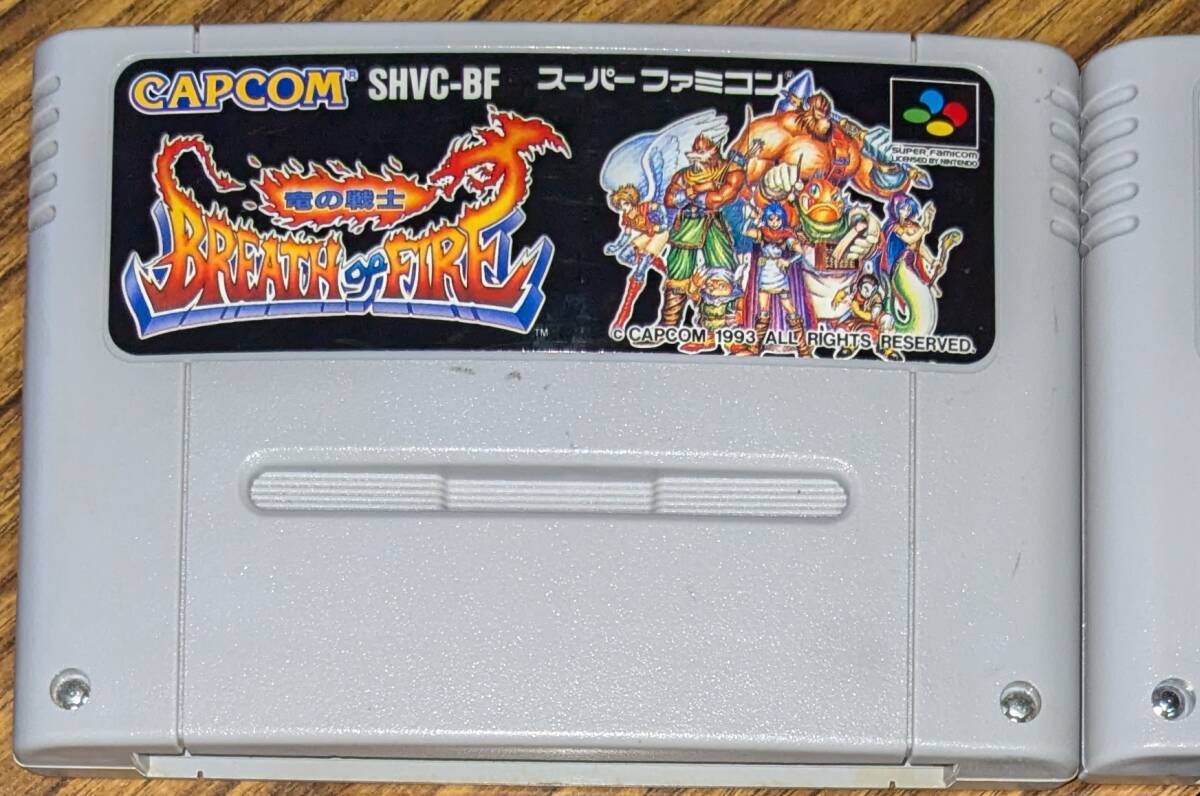 CAPCOM® SHVC-BF スーパーファミコン®
竜の戦士
BREATH of FIRE™
SUPER FAMICOM
LICENSED BY NINTENDO
© CAPCOM 1993 ALL RIGHTS RESERVED.